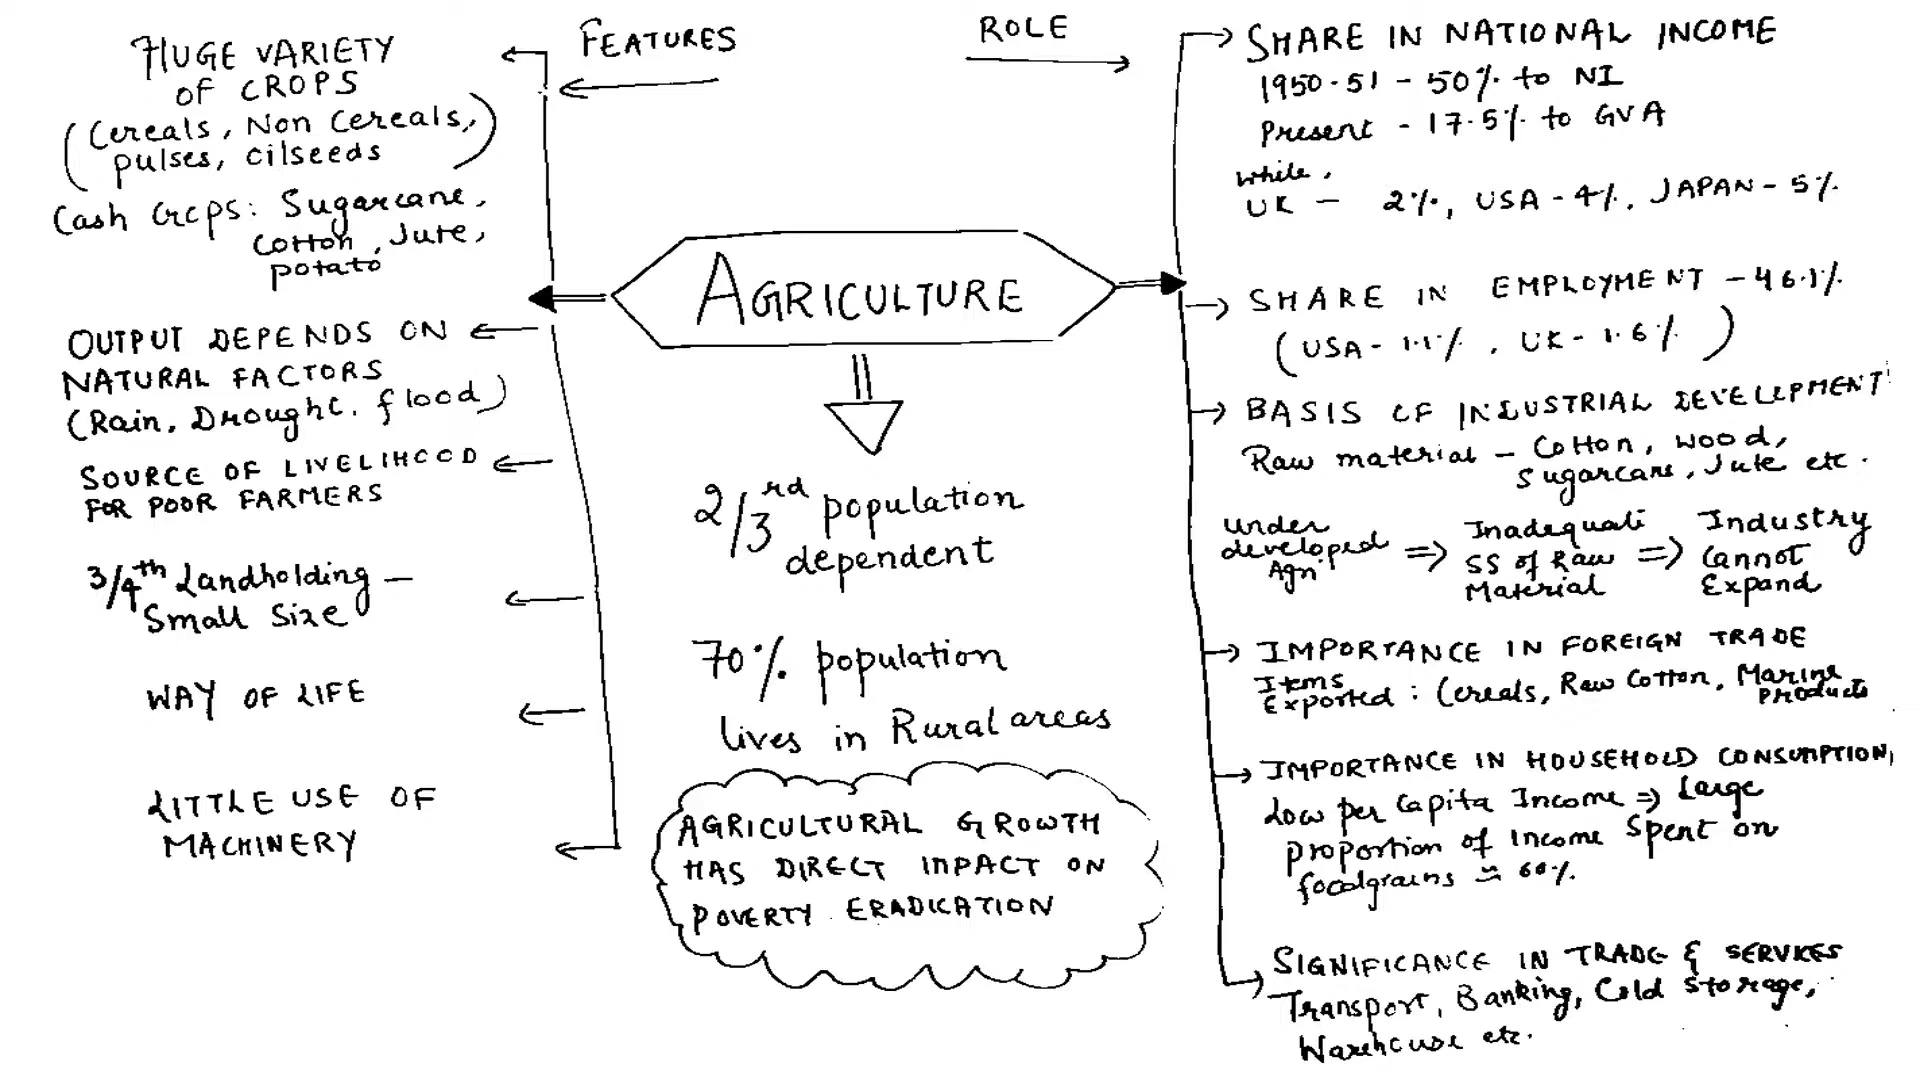 FEATURES
HUGE VARIETY
OF CROPS
(Cereals, Non Cereals,
pulses, oilseeds)
Cash Crops: Sugarcane,
Cotton, Jute,
potato
OUTPUT DEPENDS ON
NATURAL FACTORS
(Rain, Drought, flood)
SOURCE OF LIVELIHOOD
FOR POOR FARMERS
3/4th Landholding –
Small Size
WAY OF LIFE
LITTLE USE OF
MACHINERY
AGRICULTURE
2/3rd population
dependent
70% population
lives in Rural areas
AGRICULTURAL GROWTH
HAS DIRECT IMPACT ON
POVERTY ERADICATION
ROLE
SHARE IN NATIONAL INCOME
1950-51 – 50% to NI
Present – 17.5% to GVA
while,
UK – 2%, USA – 4%, JAPAN – 5%
SHARE IN EMPLOYMENT – 46.1%
(USA – 1.1%, UK – 1.6%)
BASIS OF INDUSTRIAL DEVELOPMENT
Raw material – Cotton, wood,
Sugarcane, Jute etc.
under
developed
Agri
⇒ Inadequate
SS of Raw
Material
⇒ Industry
Cannot
Expand
IMPORTANCE IN FOREIGN TRADE
Items
Exported : Cereals, Raw Cotton, Marine
Products
IMPORTANCE IN HOUSEHOLD CONSUMPTION,
Low per Capita Income ⇒ Large
proportion of Income Spent on
foodgrains ≃ 60%.
SIGNIFICANCE IN TRADE & SERVICES
Transport, Banking, Cold Storage,
Warehouse etc.